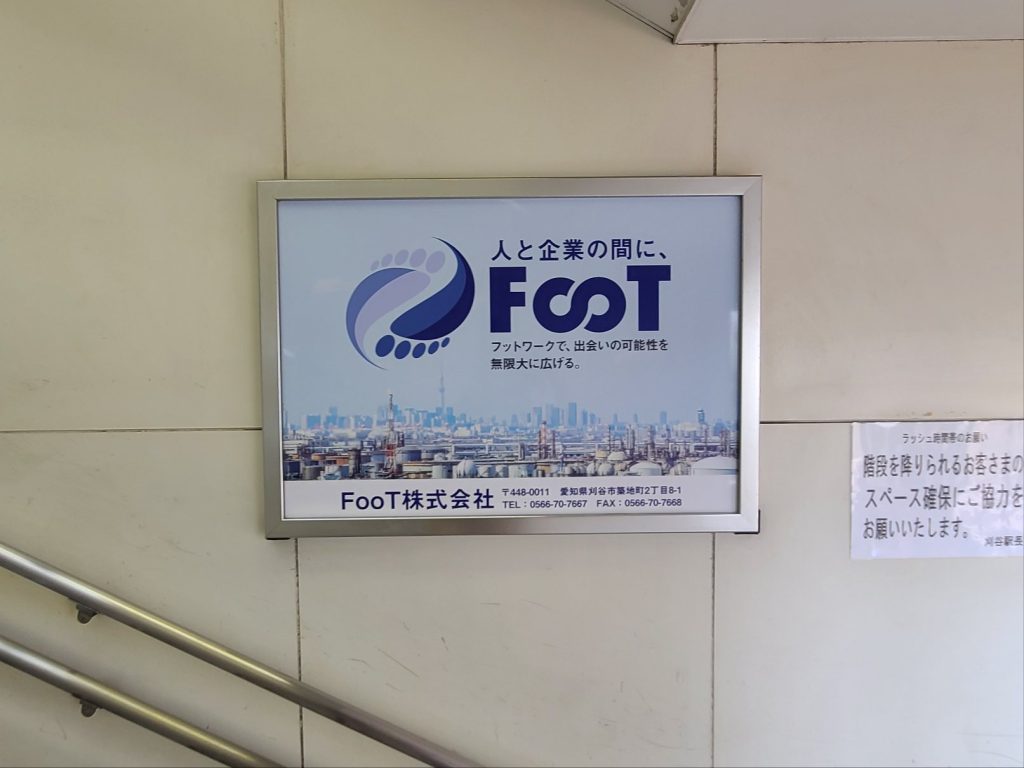 人と企業の間に、
FOOT
フットワークで、出会いの可能性を
無限大に広げる。
FooT株式会社
〒448-0011 愛知県刈谷市築地町2丁目8-1
TEL：0566-70-7667 FAX：0566-70-7668
ラッシュ時間帯のお願い
階段を降りられるお客さまの
スペース確保にご協力を
お願いいたします。
刈谷駅長